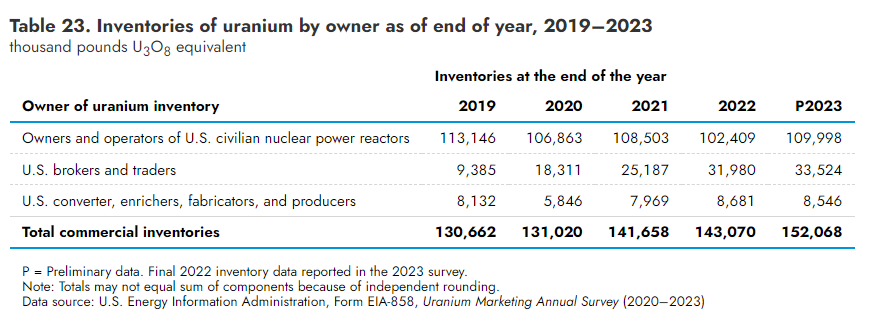 Table 23. Inventories of uranium by owner as of end of year, 2019–2023
thousand pounds U3O8 equivalent
Inventories at the end of the year
Owner of uranium inventory 2019 2020 2021 2022 P2023
Owners and operators of U.S. civilian nuclear power reactors 113,146 106,863 108,503 102,409 109,998
U.S. brokers and traders 9,385 18,311 25,187 31,980 33,524
U.S. converter, enrichers, fabricators, and producers 8,132 5,846 7,969 8,681 8,546
Total commercial inventories 130,662 131,020 141,658 143,070 152,068
P = Preliminary data. Final 2022 inventory data reported in the 2023 survey.
Note: Totals may not equal sum of components because of independent rounding.
Data source: U.S. Energy Information Administration, Form EIA-858, Uranium Marketing Annual Survey (2020–2023)